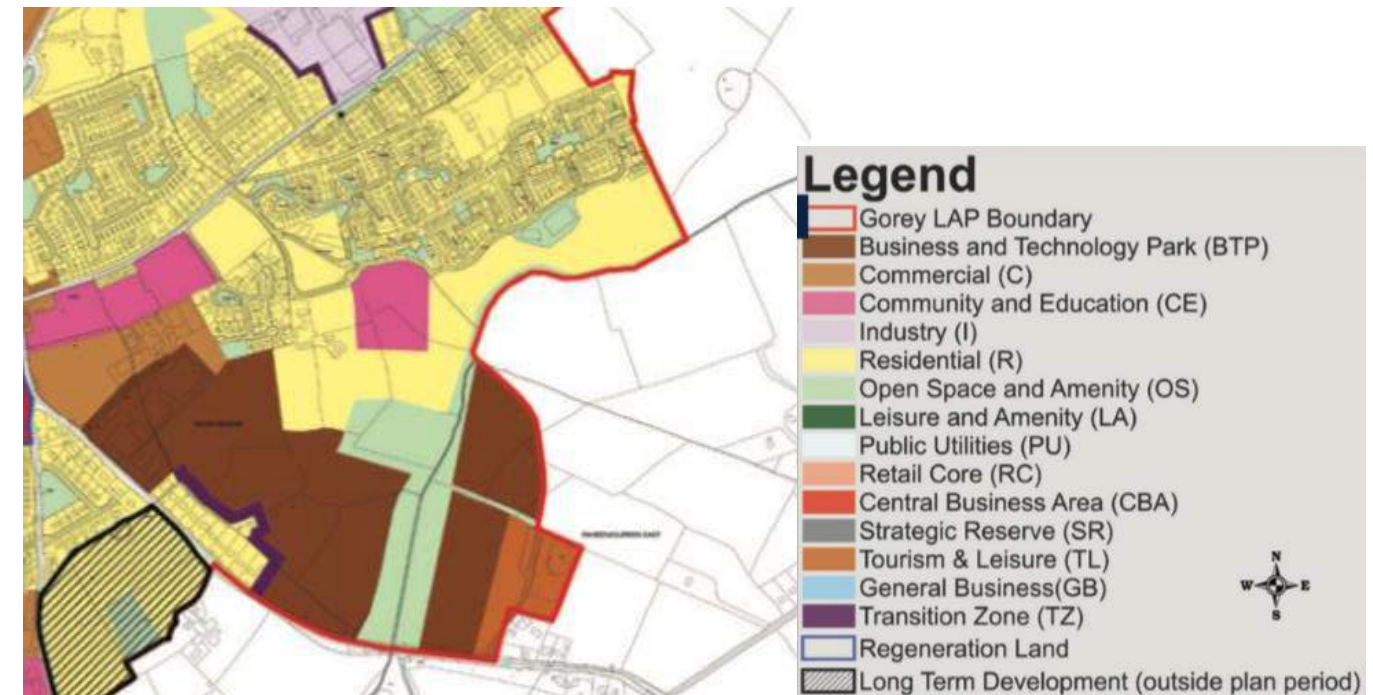 Legend
Gorey LAP Boundary
Business and Technology Park (BTP)
Commercial (C)
Community and Education (CE)
Industry (I)
Residential (R)
Open Space and Amenity (OS)
Leisure and Amenity (LA)
Public Utilities (PU)
Retail Core (RC)
Central Business Area (CBA)
Strategic Reserve (SR)
Tourism & Leisure (TL)
General Business(GB)
Transition Zone (TZ)
Regeneration Land
Long Term Development (outside plan period)
N
W E
S